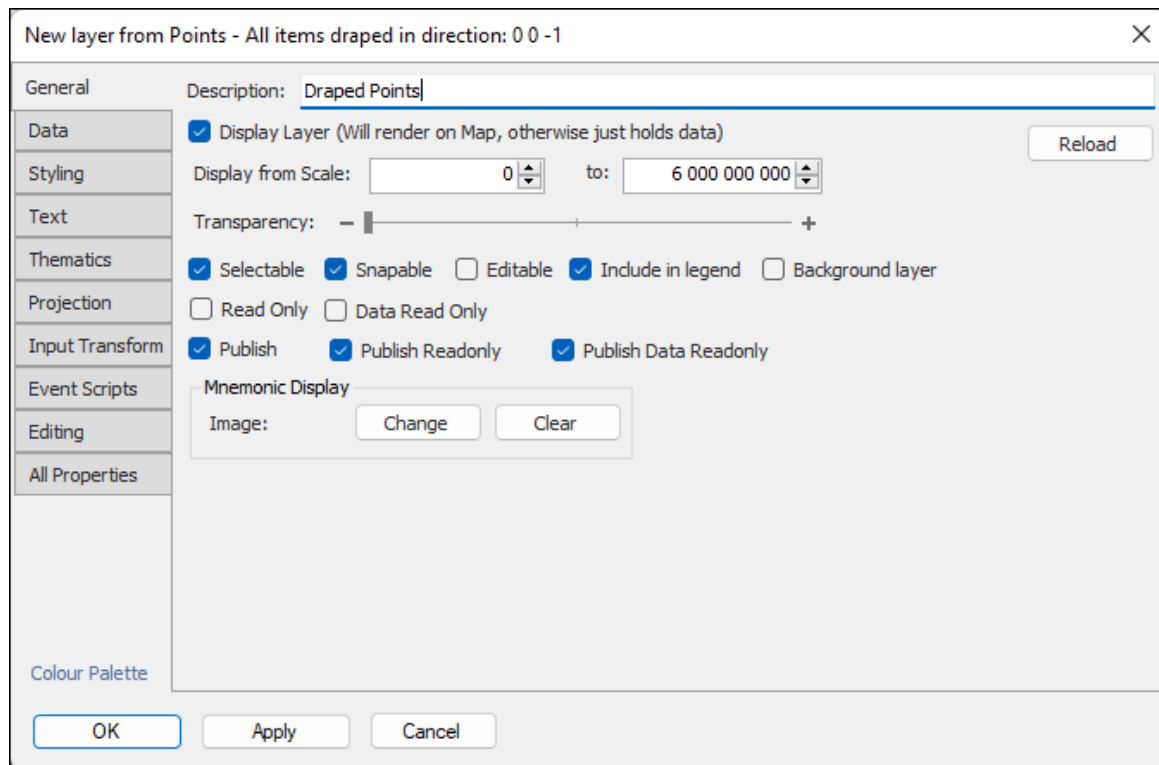 New layer from Points - All items draped in direction: 0 0 -1
General
Data
Styling
Text
Thematics
Projection
Input Transform
Event Scripts
Editing
All Properties
Colour Palette
Description: Draped Points
Display Layer (Will render on Map, otherwise just holds data)
Reload
Display from Scale: 0 to: 6 000 000 000
Transparency: − +
Selectable Snapable Editable Include in legend Background layer
Read Only Data Read Only
Publish Publish Readonly Publish Data Readonly
Mnemonic Display
Image: Change Clear
OK Apply Cancel